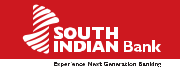 SOUTH
INDIAN Bank
Experience Next Generation Banking